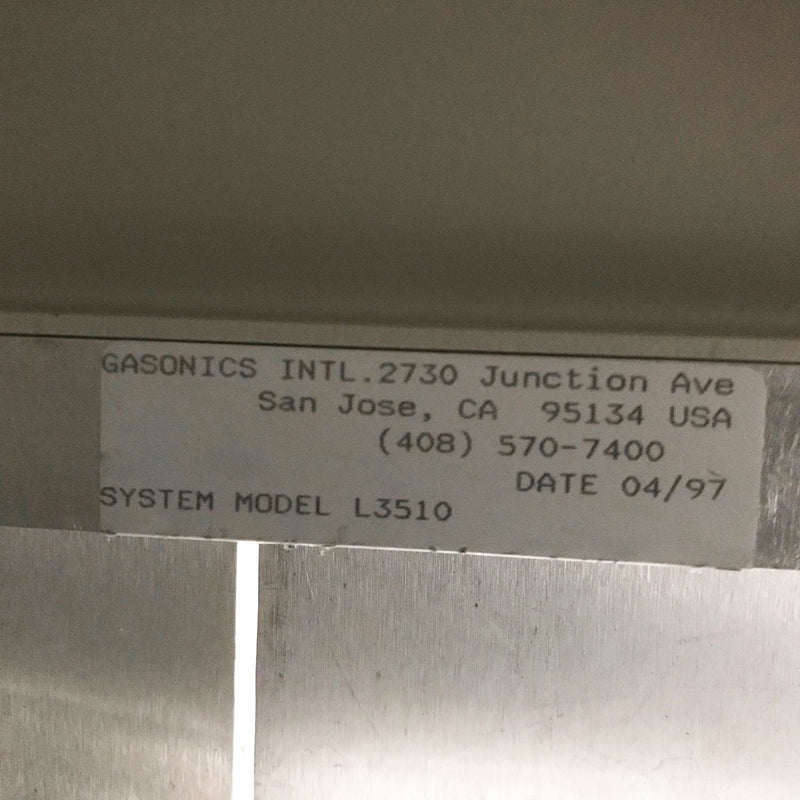 GASONICS INTL.2730 Junction Ave
San Jose, CA 95134 USA
(408) 570-7400
DATE 04/97
SYSTEM MODEL L3510